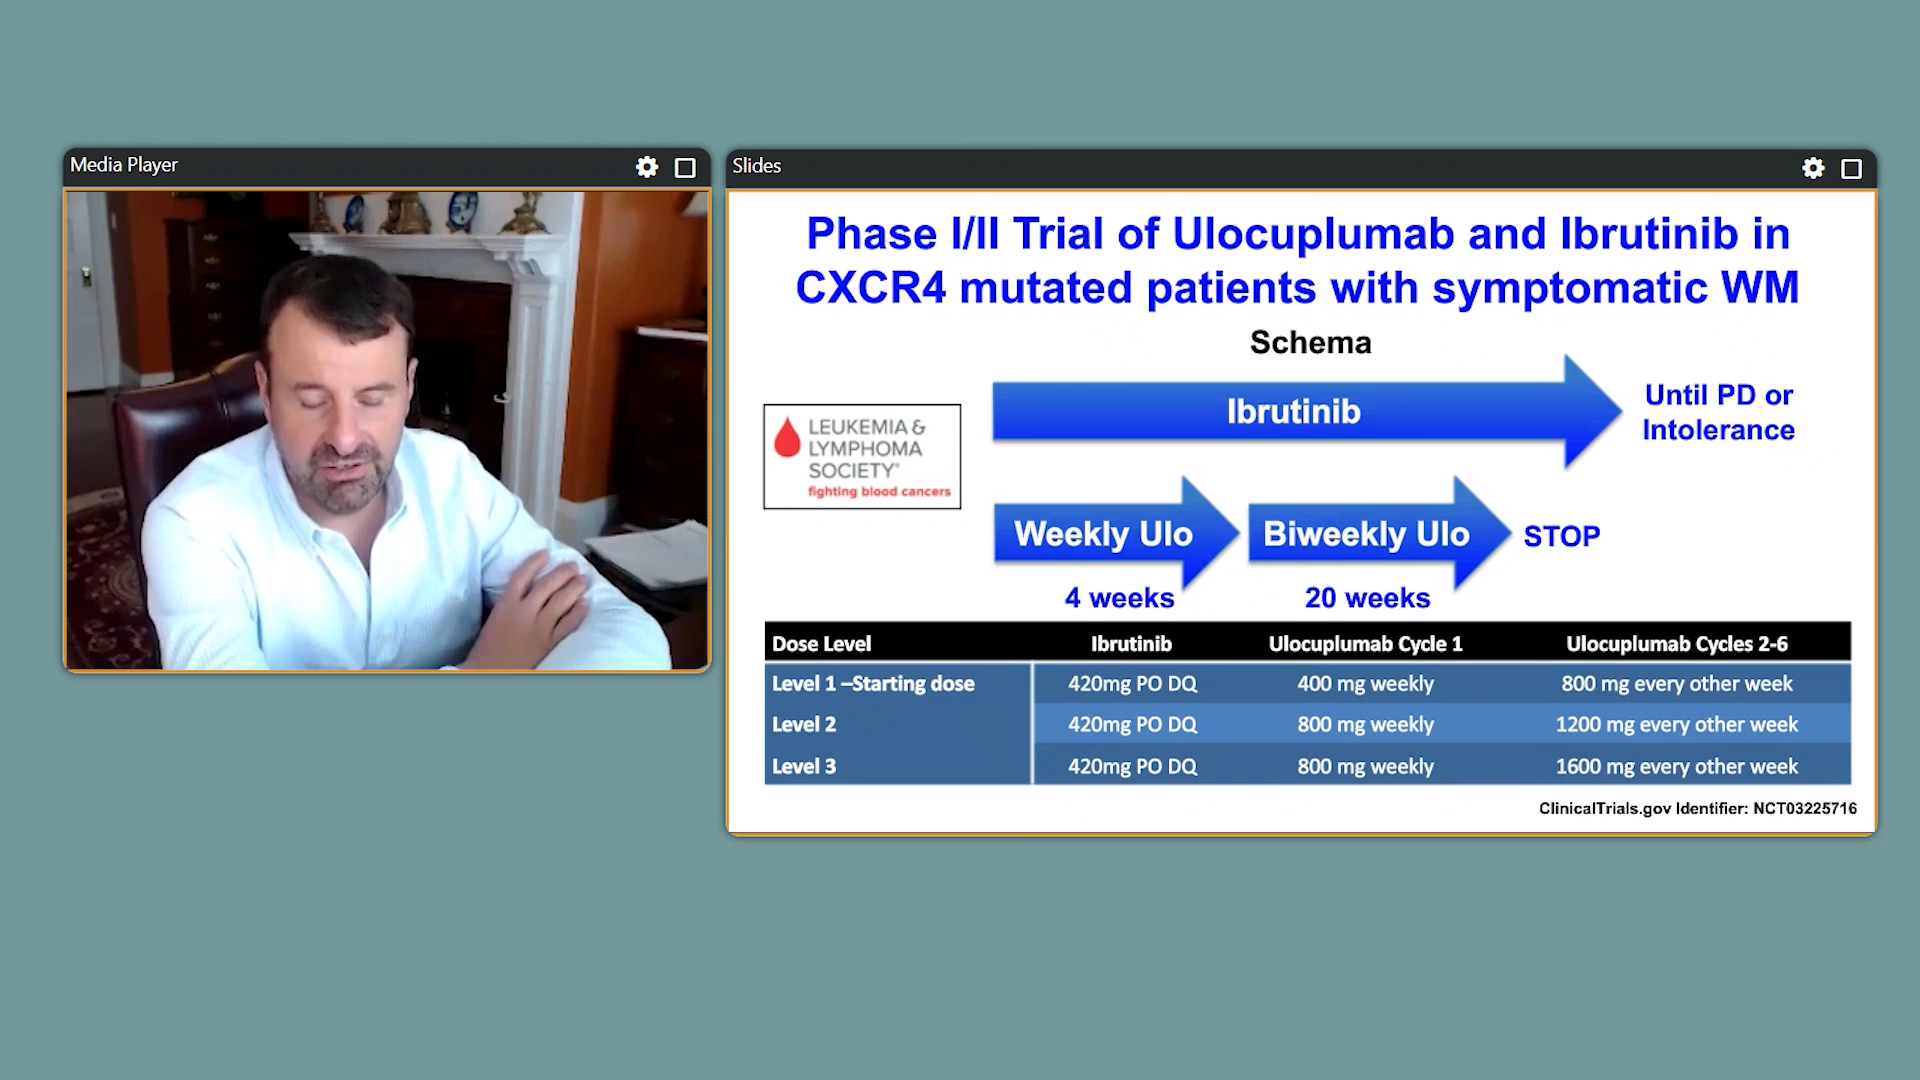 Media Player
Slides
Phase I/II Trial of Ulocuplumab and Ibrutinib in
CXCR4 mutated patients with symptomatic WM
Schema
LEUKEMIA &
LYMPHOMA
SOCIETY®
fighting blood cancers
Ibrutinib
Until PD or
Intolerance
Weekly Ulo
Biweekly Ulo
STOP
4 weeks
20 weeks
Dose Level Ibrutinib Ulocuplumab Cycle 1 Ulocuplumab Cycles 2-6
Level 1 –Starting dose 420mg PO DQ 400 mg weekly 800 mg every other week
Level 2 420mg PO DQ 800 mg weekly 1200 mg every other week
Level 3 420mg PO DQ 800 mg weekly 1600 mg every other week
ClinicalTrials.gov Identifier: NCT03225716